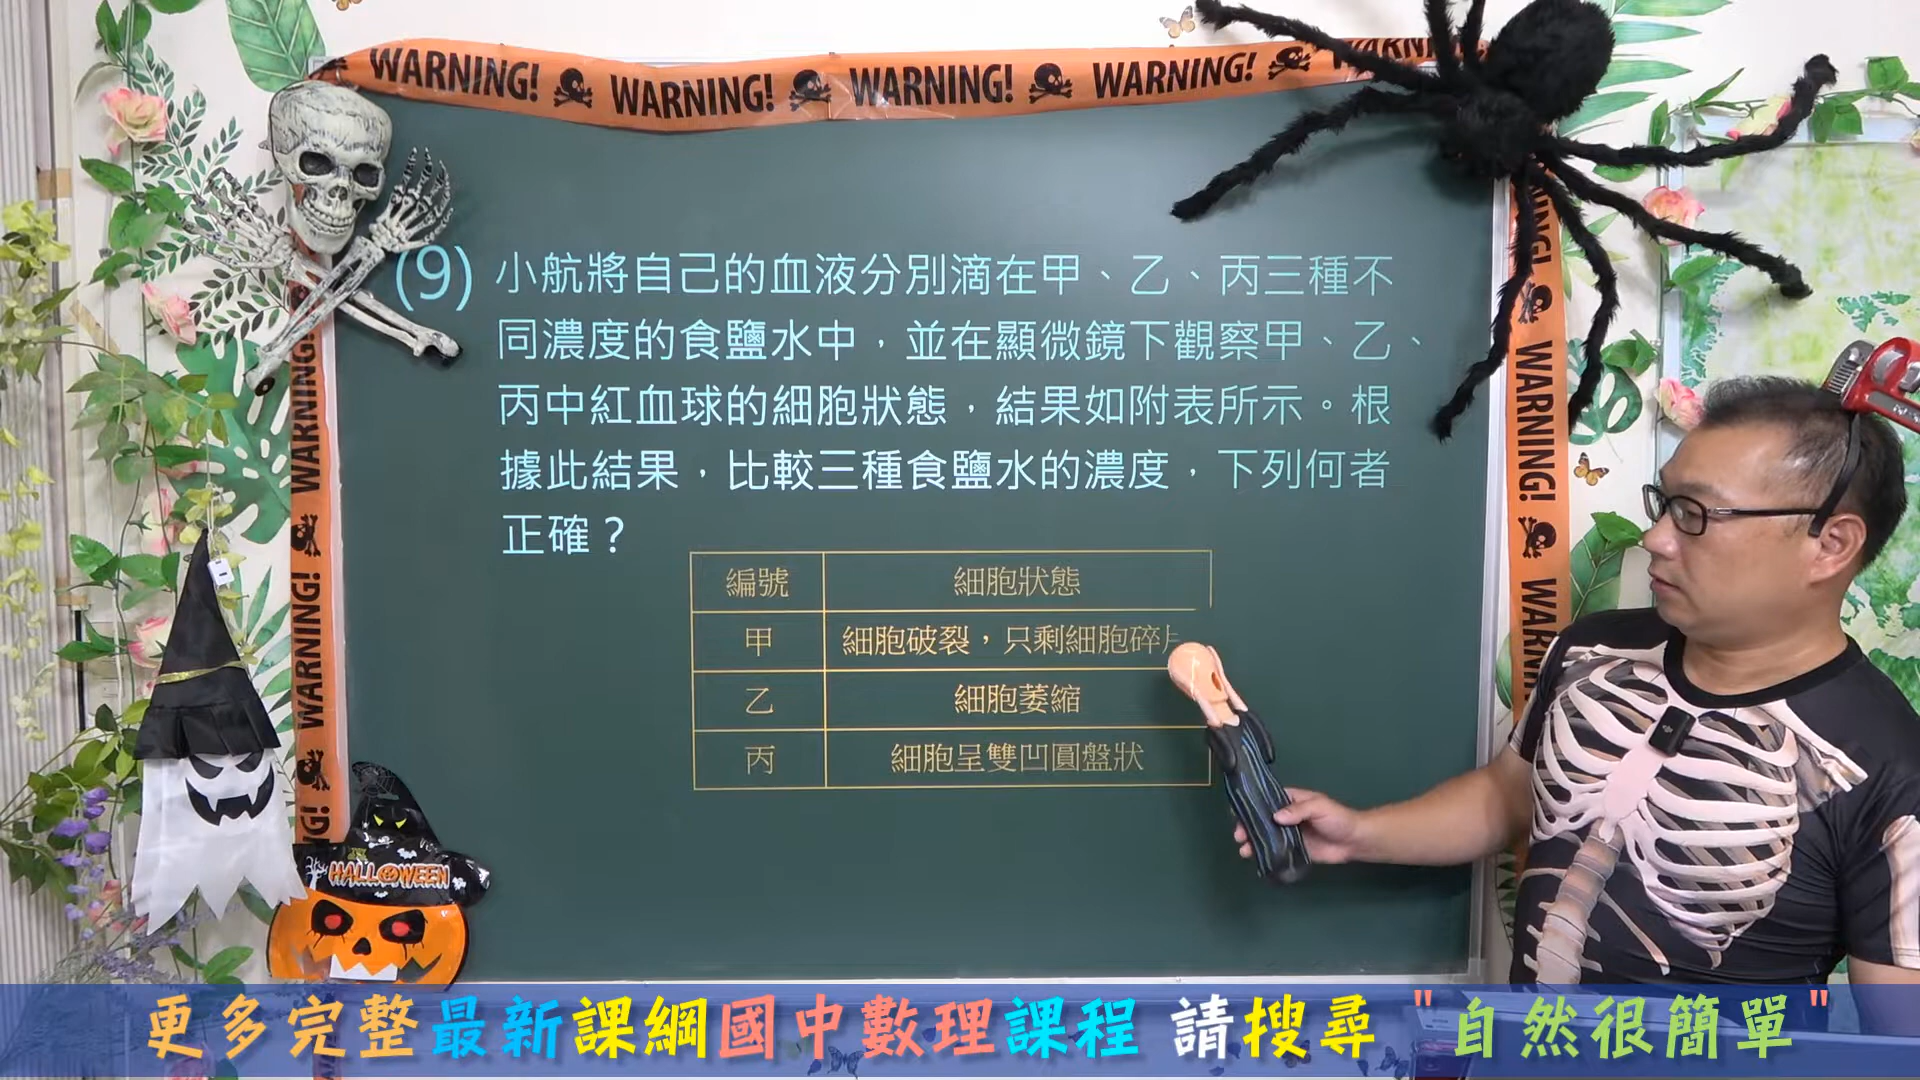 WARNING! WARNING! WARNING! WARNING!
(9) 小航將自己的血液分別滴在甲、乙、丙三種不
同濃度的食鹽水中，並在顯微鏡下觀察甲、乙、
丙中紅血球的細胞狀態，結果如附表所示。根
據此結果，比較三種食鹽水的濃度，下列何者
正確？
編號 細胞狀態
甲 細胞破裂，只剩細胞碎
乙 細胞萎縮
丙 細胞呈雙凹圓盤狀
WARNING!
WARNING!
WARNING!
WARNING!
HALLOWEEN
更多完整最新課綱國中數理課程 請搜尋 "自然很簡單"